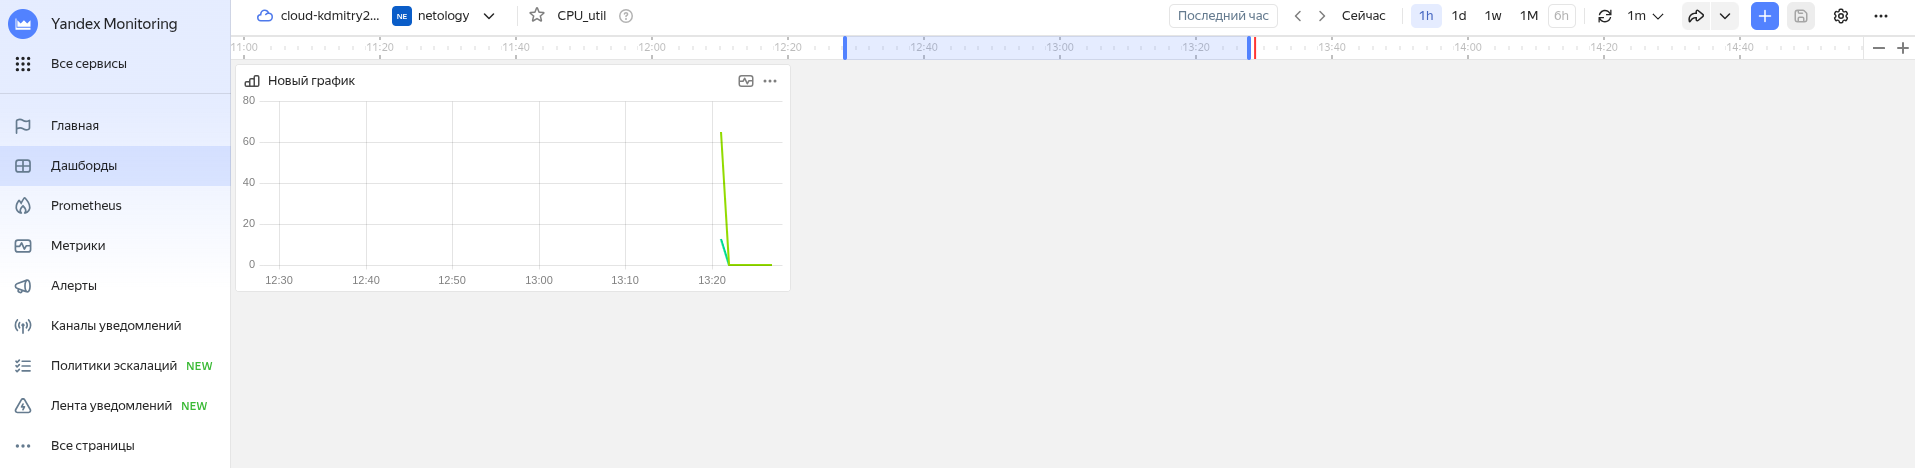 Yandex Monitoring
Все сервисы
Главная
Дашборды
Prometheus
Метрики
Алерты
Каналы уведомлений
Политики эскалаций NEW
Лента уведомлений NEW
Все страницы
cloud-kdmitry2... NE netology CPU_util ?
Последний час Сейчас 1h 1d 1w 1M 6h 1m
11:00 11:20 11:40 12:00 12:20 12:40 13:00 13:20 13:40 14:00 14:20 14:40
Новый график
80
60
40
20
0
12:30 12:40 12:50 13:00 13:10 13:20